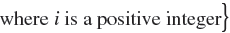 where i is a positive integer}